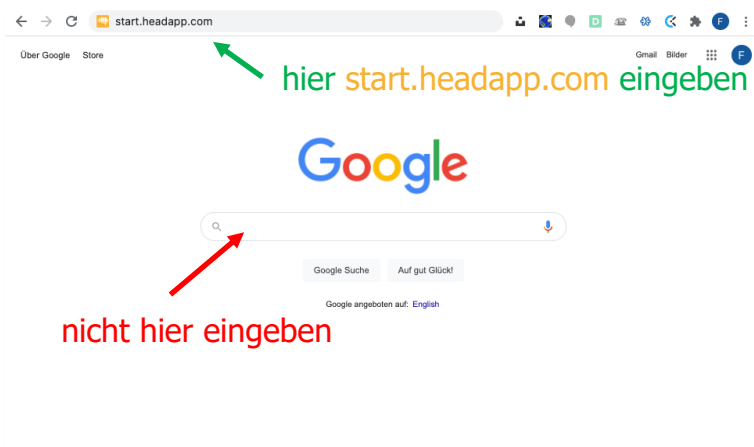 start.headapp.com
D
F
Über Google Store
Gmail Bilder
F
hier start.headapp.com eingeben
Google
Google Suche Auf gut Glück!
Google angeboten auf: English
nicht hier eingeben